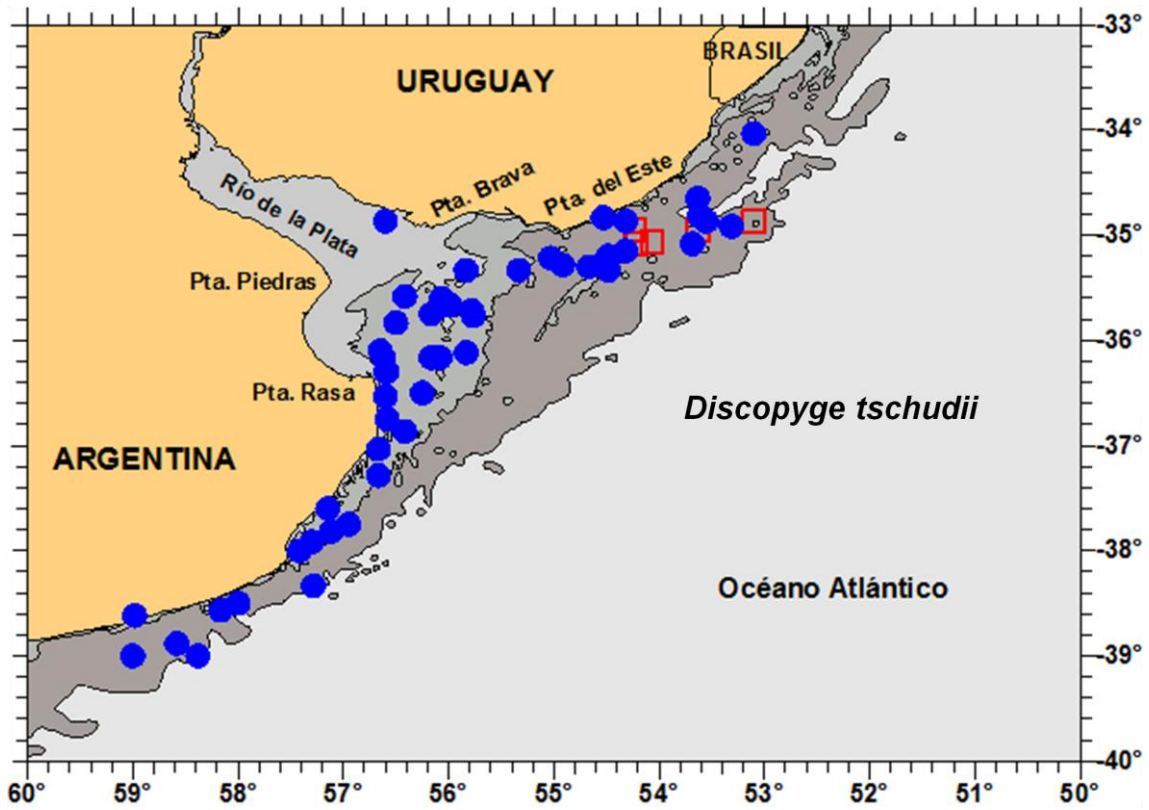 BRASIL
URUGUAY
Pta. Brava
Pta. del Este
Río de la Plata
Pta. Piedras
Pta. Rasa
Discopyge tschudii
ARGENTINA
Océano Atlántico
-33°
-34°
-35°
-36°
-37°
-38°
-39°
-40°
60° 59° 58° 57° 56° 55° 54° 53° 52° 51° 50°